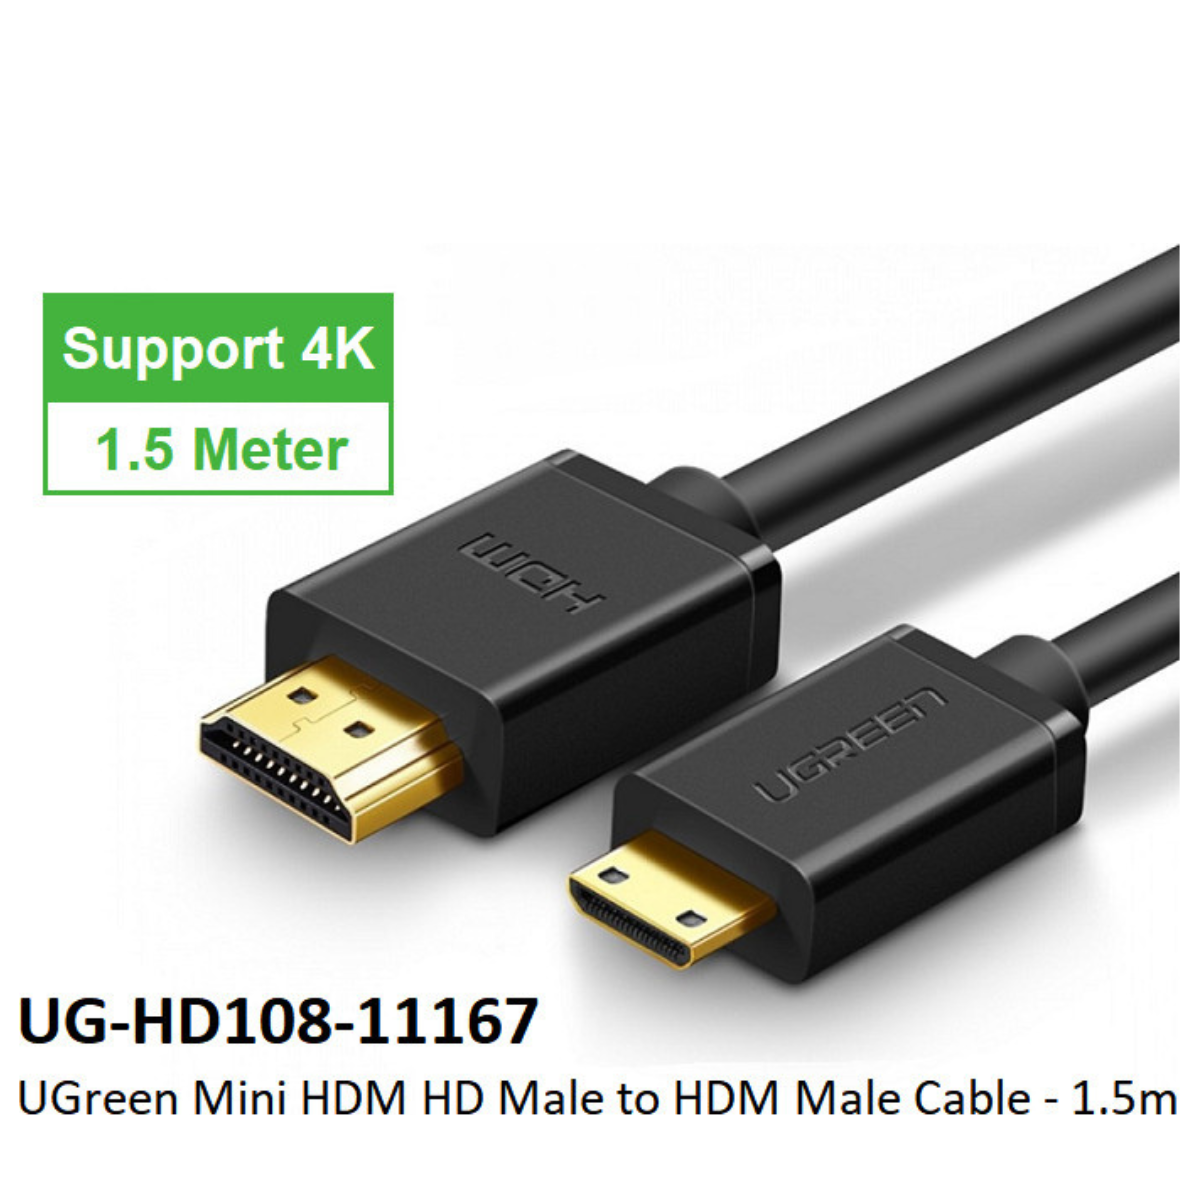 Support 4K
1.5 Meter
HDM
UGREEN
UG-HD108-11167
UGreen Mini HDM HD Male to HDM Male Cable - 1.5m